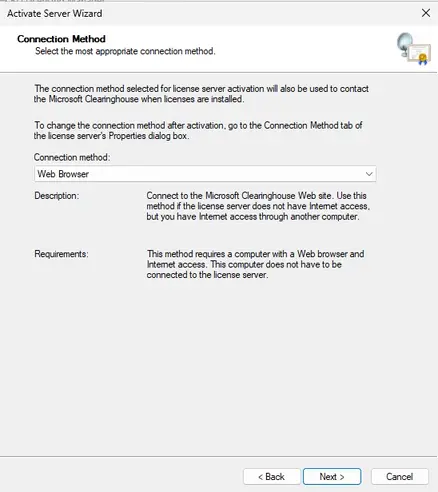 Activate Server Wizard
Connection Method
Select the most appropriate connection method.
The connection method selected for license server activation will also be used to contact
the Microsoft Clearinghouse when licenses are installed.
To change the connection method after activation, go to the Connection Method tab of
the license server's Properties dialog box.
Connection method:
Web Browser
Description:
Connect to the Microsoft Clearinghouse Web site. Use this
method if the license server does not have Internet access,
but you have Internet access through another computer.
Requirements:
This method requires a computer with a Web browser and
Internet access. This computer does not have to be
connected to the license server.
< Back
Next >
Cancel